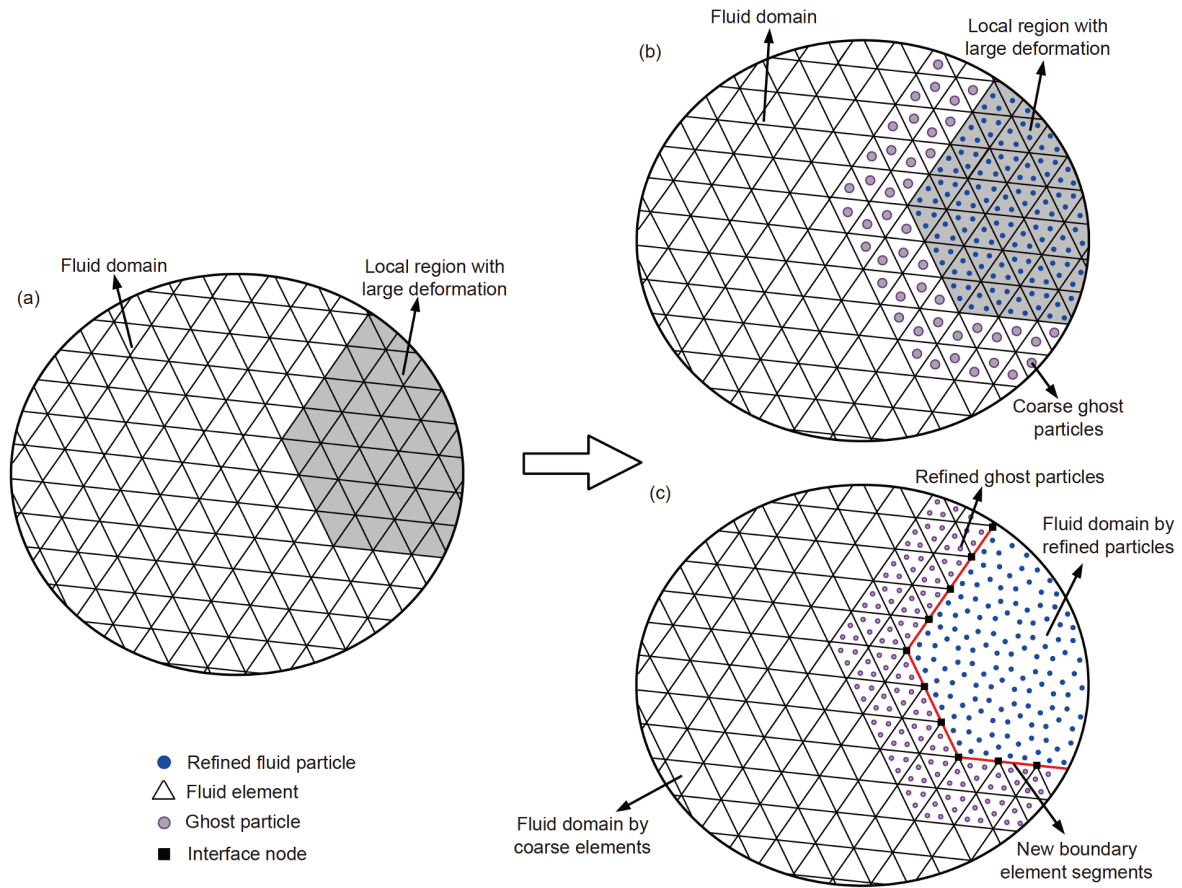 (a)
Fluid domain
Local region with
large deformation
(b)
Fluid domain
Local region with
large deformation
Coarse ghost
particles
(c)
Refined ghost particles
Fluid domain by
refined particles
Fluid domain by
coarse elements
New boundary
element segments
Refined fluid particle
Fluid element
Ghost particle
Interface node